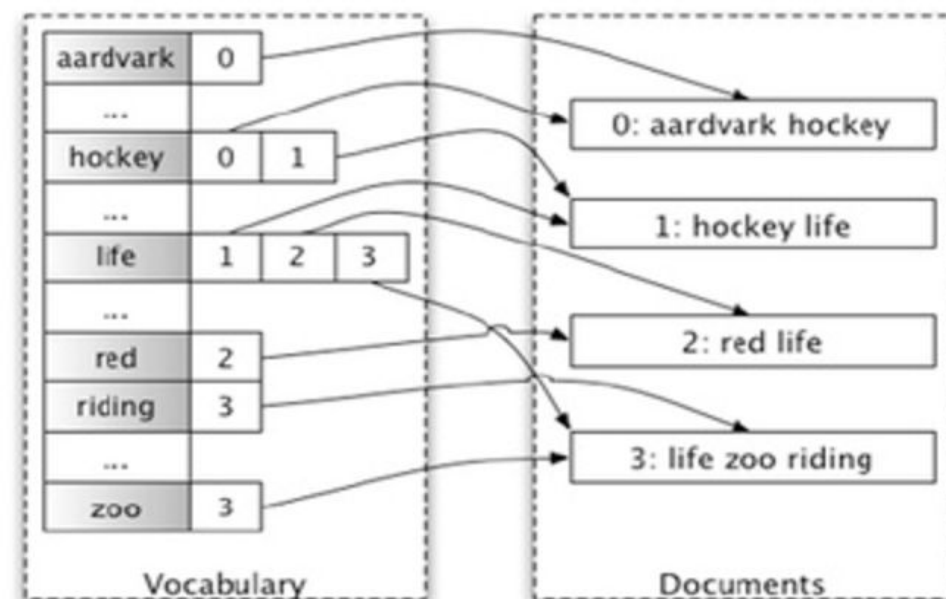 aardvark 0
...
hockey 0 1
...
life 1 2 3
...
red 2
riding 3
...
zoo 3
Vocabulary
0: aardvark hockey
1: hockey life
2: red life
3: life zoo riding
Documents